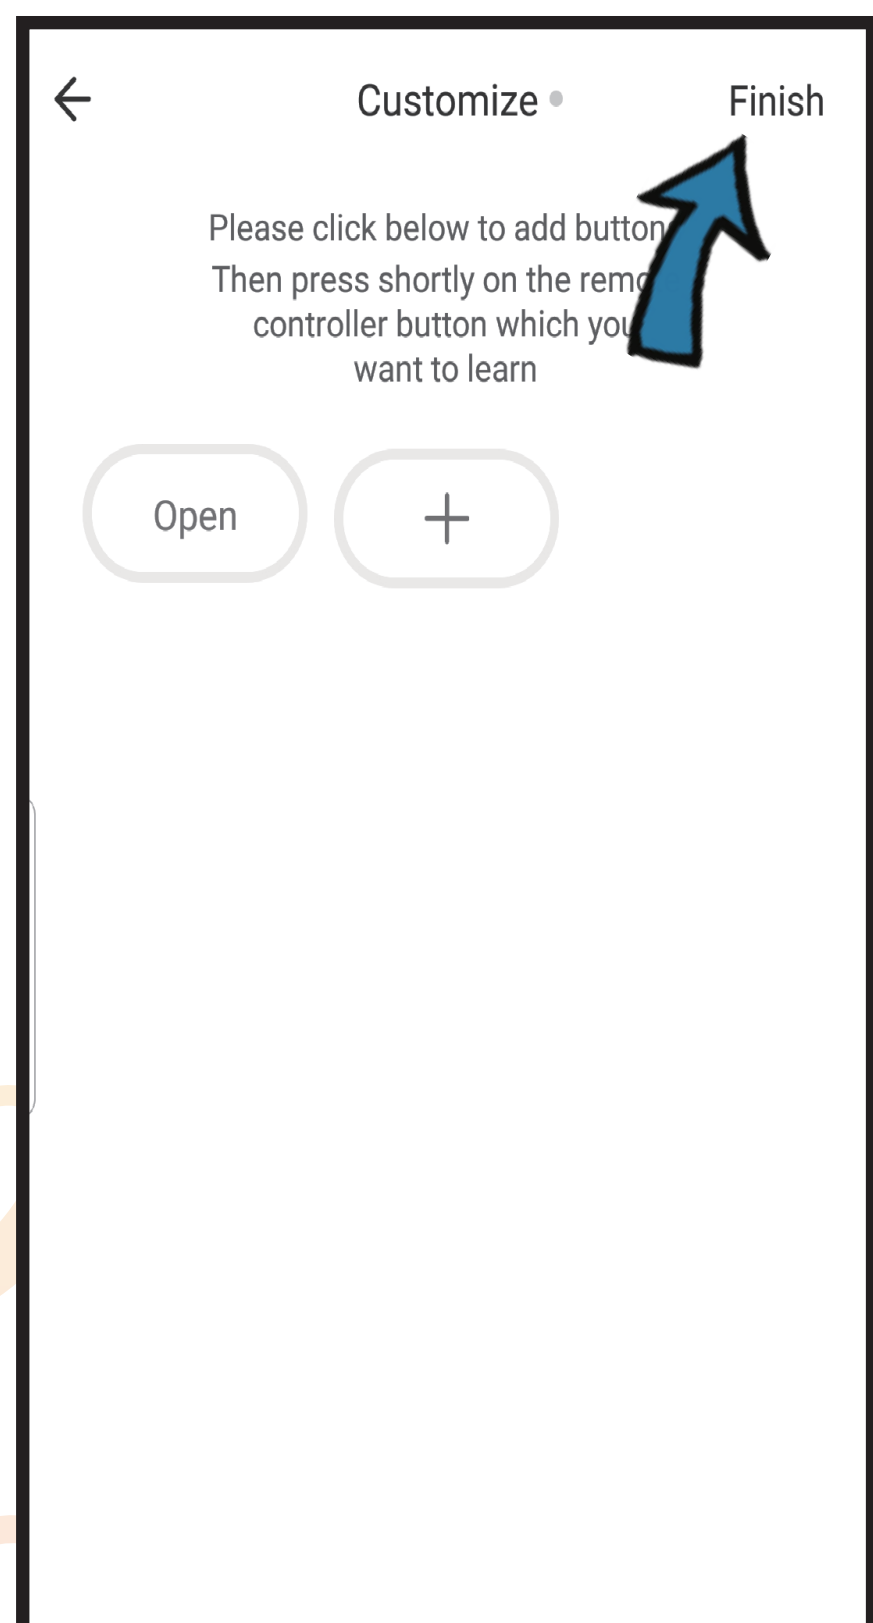 Customize
Finish
Please click below to add button
Then press shortly on the
controller button which you
want to learn
Open
+